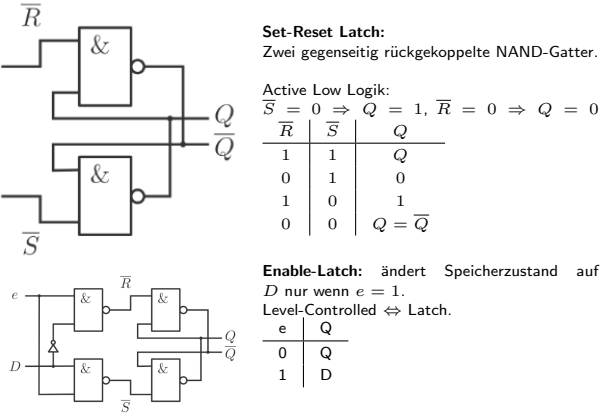 R̅
&
Q
Q̅
&
S̅
Set-Reset Latch:
Zwei gegenseitig rückgekoppelte NAND-Gatter.
Active Low Logik:
S̅ = 0 ⇒ Q = 1, R̅ = 0 ⇒ Q = 0
R̅ S̅ Q
1 1 Q
0 1 0
1 0 1
0 0 Q = Q̅
e
R̅
& &
Q
Q̅
D
& &
S̅
Enable-Latch: ändert Speicherzustand auf
D nur wenn e = 1.
Level-Controlled ⇔ Latch.
e Q
0 Q
1 D